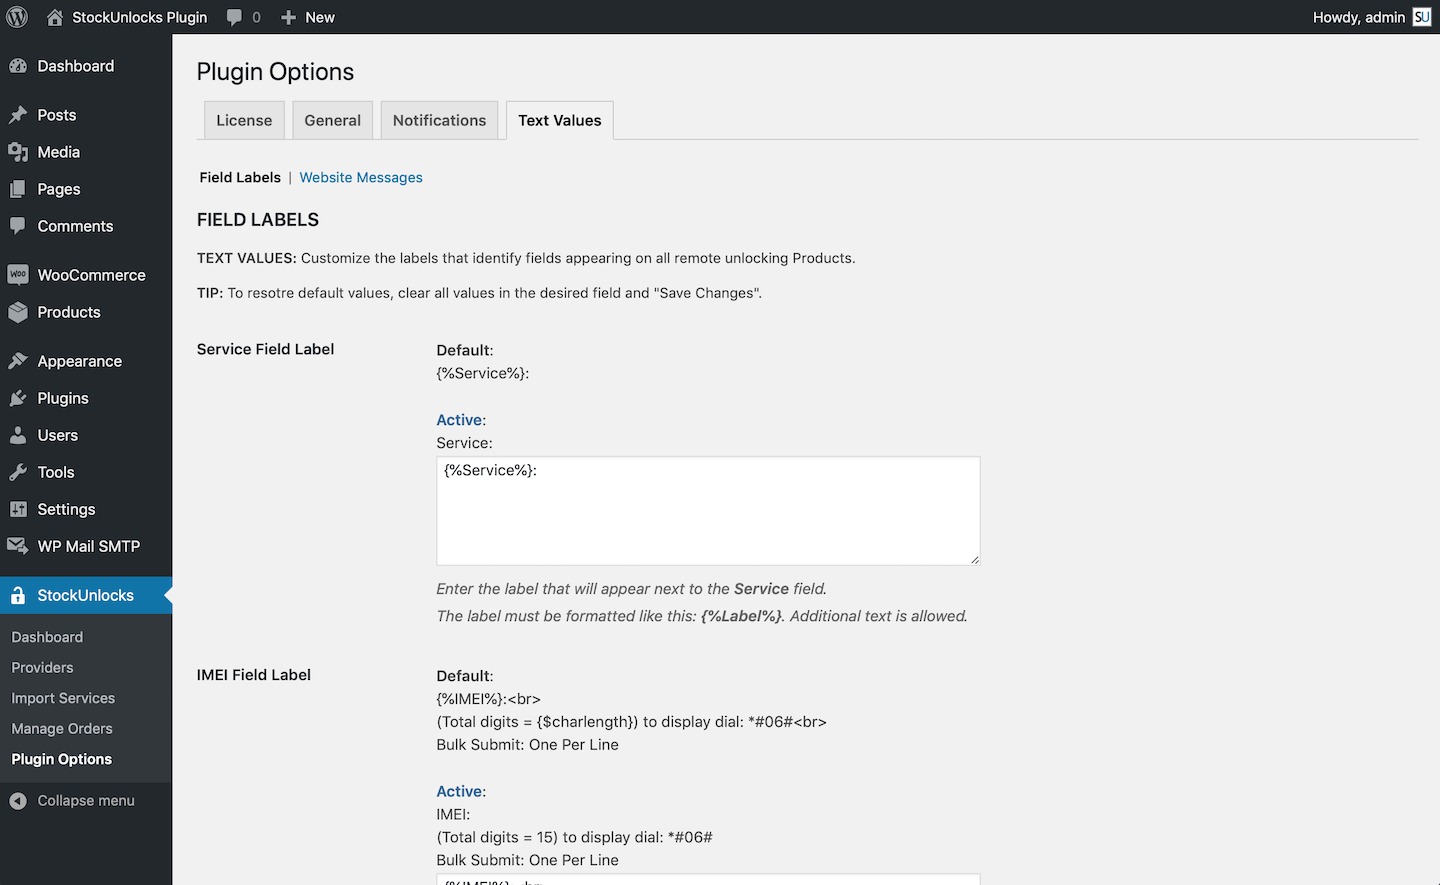 StockUnlocks Plugin 0 New Howdy, admin SU
Dashboard
Posts
Media
Pages
Comments
Woo WooCommerce
Products
Appearance
Plugins
Users
Tools
Settings
WP Mail SMTP
StockUnlocks
Dashboard
Providers
Import Services
Manage Orders
Plugin Options
Collapse menu
Plugin Options
License General Notifications Text Values
Field Labels | Website Messages
FIELD LABELS
TEXT VALUES: Customize the labels that identify fields appearing on all remote unlocking Products.
TIP: To resotre default values, clear all values in the desired field and "Save Changes".
Service Field Label
Default:
{%Service%}:
Active:
Service:
{%Service%}:
Enter the label that will appear next to the Service field.
The label must be formatted like this: {%Label%}. Additional text is allowed.
IMEI Field Label
Default:
{%IMEI%}:<br>
(Total digits = {$charlength}) to display dial: *#06#<br>
Bulk Submit: One Per Line
Active:
IMEI:
(Total digits = 15) to display dial: *#06#
Bulk Submit: One Per Line